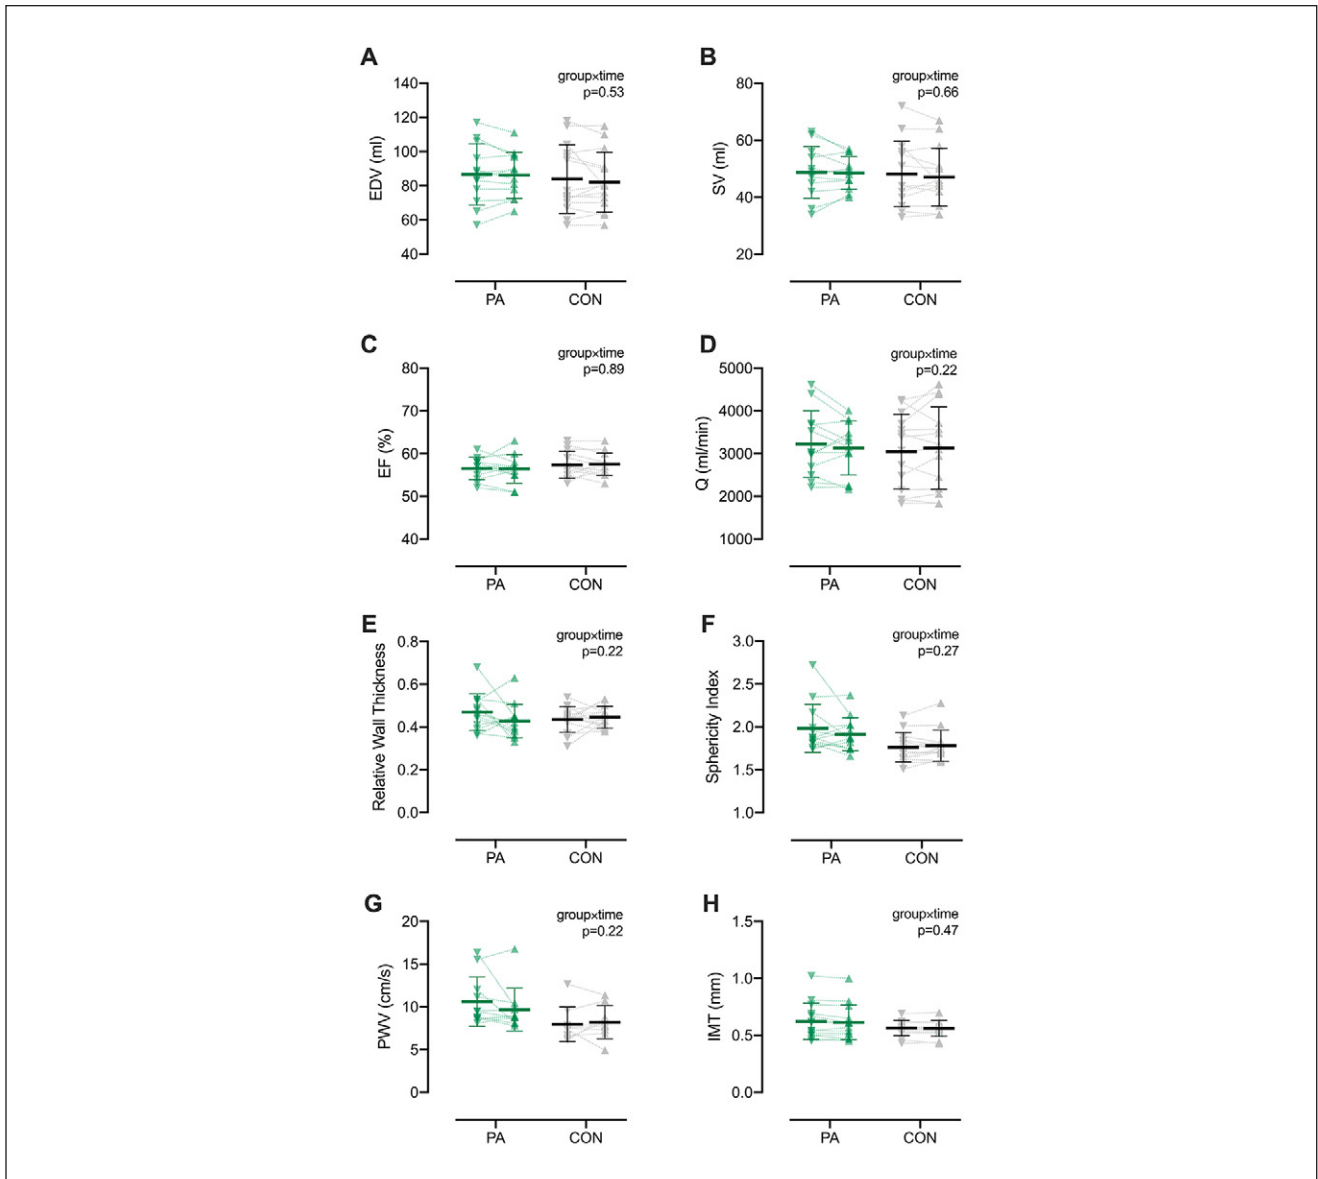 A
group×time
p=0.53
EDV (ml)
140
120
100
80
60
40
PA
CON
B
group×time
p=0.66
SV (ml)
80
60
40
20
PA
CON
C
group×time
p=0.89
EF (%)
80
70
60
50
40
PA
CON
D
group×time
p=0.22
Q (ml/min)
5000
4000
3000
2000
1000
PA
CON
E
group×time
p=0.22
Relative Wall Thickness
0.8
0.6
0.4
0.2
0.0
PA
CON
F
group×time
p=0.27
Sphericity Index
3.0
2.5
2.0
1.5
1.0
PA
CON
G
group×time
p=0.22
PWV (cm/s)
20
15
10
5
0
PA
CON
H
group×time
p=0.47
IMT (mm)
1.5
1.0
0.5
0.0
PA
CON